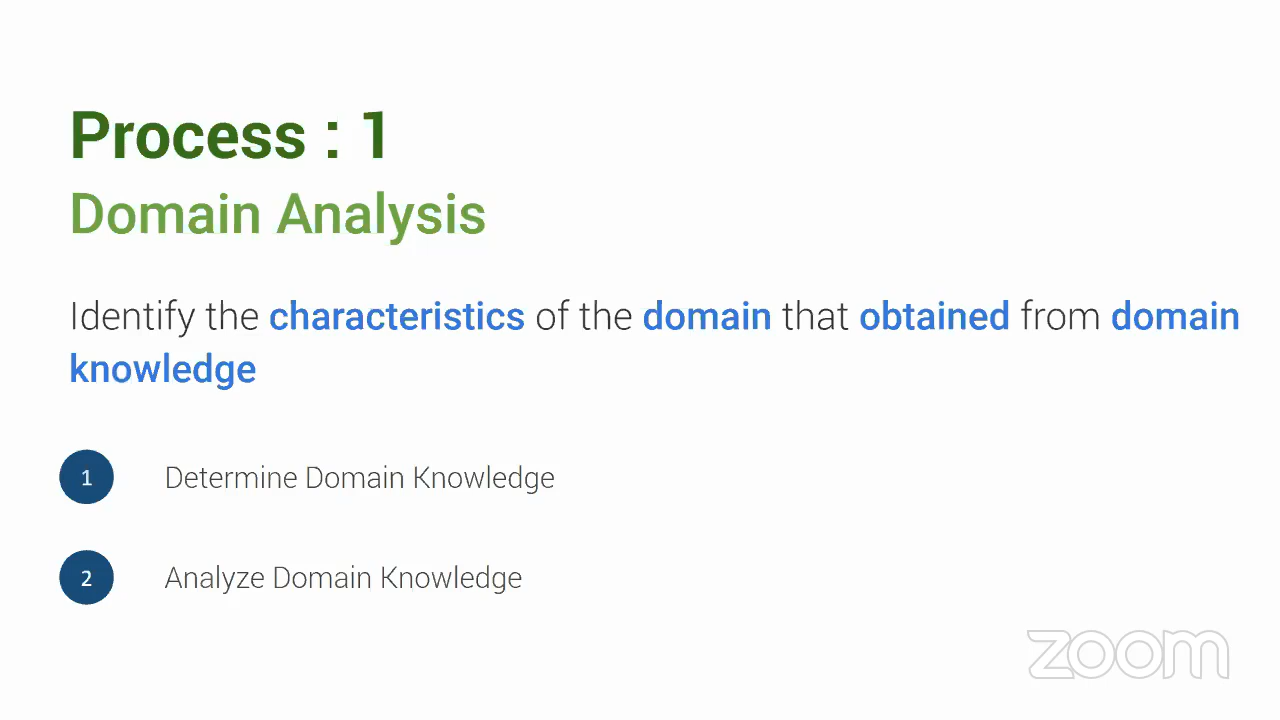 Process : 1
Domain Analysis
Identify the characteristics of the domain that obtained from domain
knowledge
1 Determine Domain Knowledge
2 Analyze Domain Knowledge
zoom